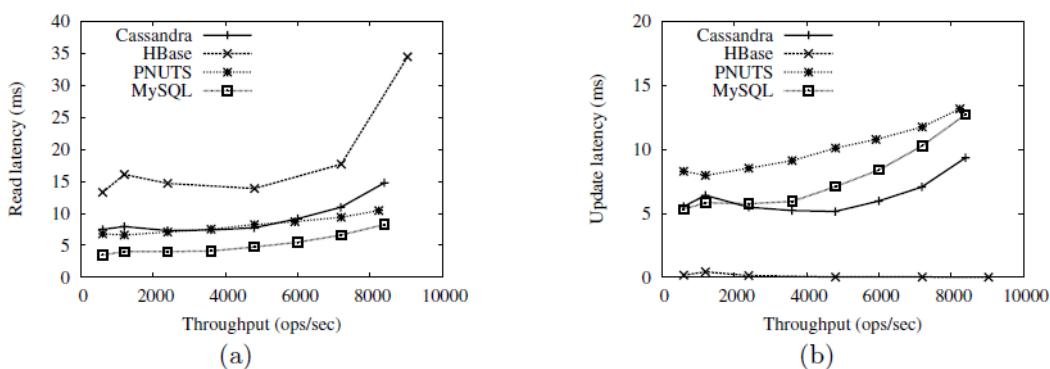 40
35
30
25
20
15
10
5
0
Read latency (ms)
Cassandra
HBase
PNUTS
MySQL
0 2000 4000 6000 8000 10000
Throughput (ops/sec)
(a)
20
15
10
5
0
Update latency (ms)
Cassandra
HBase
PNUTS
MySQL
0 2000 4000 6000 8000 10000
Throughput (ops/sec)
(b)